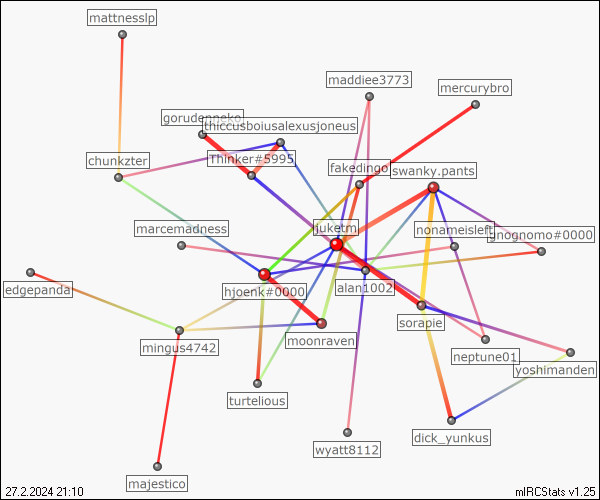 mattnesslp
maddiee3773
mercurybro
gorudenneko
thiccusboiusalexusjoneus
chunkzter
Thinker#5995
fakedingo
swanky.pants
marcemadness
juketm
nonameisleft
gnognomo#0000
edgepanda
hjoenk#0000
alan1002
sorapie
mingus4742
moonraven
neptune01
yoshimanden
turtelious
wyatt8112
dick_yunkus
majestico
27.2.2024 21:10
mIRCStats v1.25